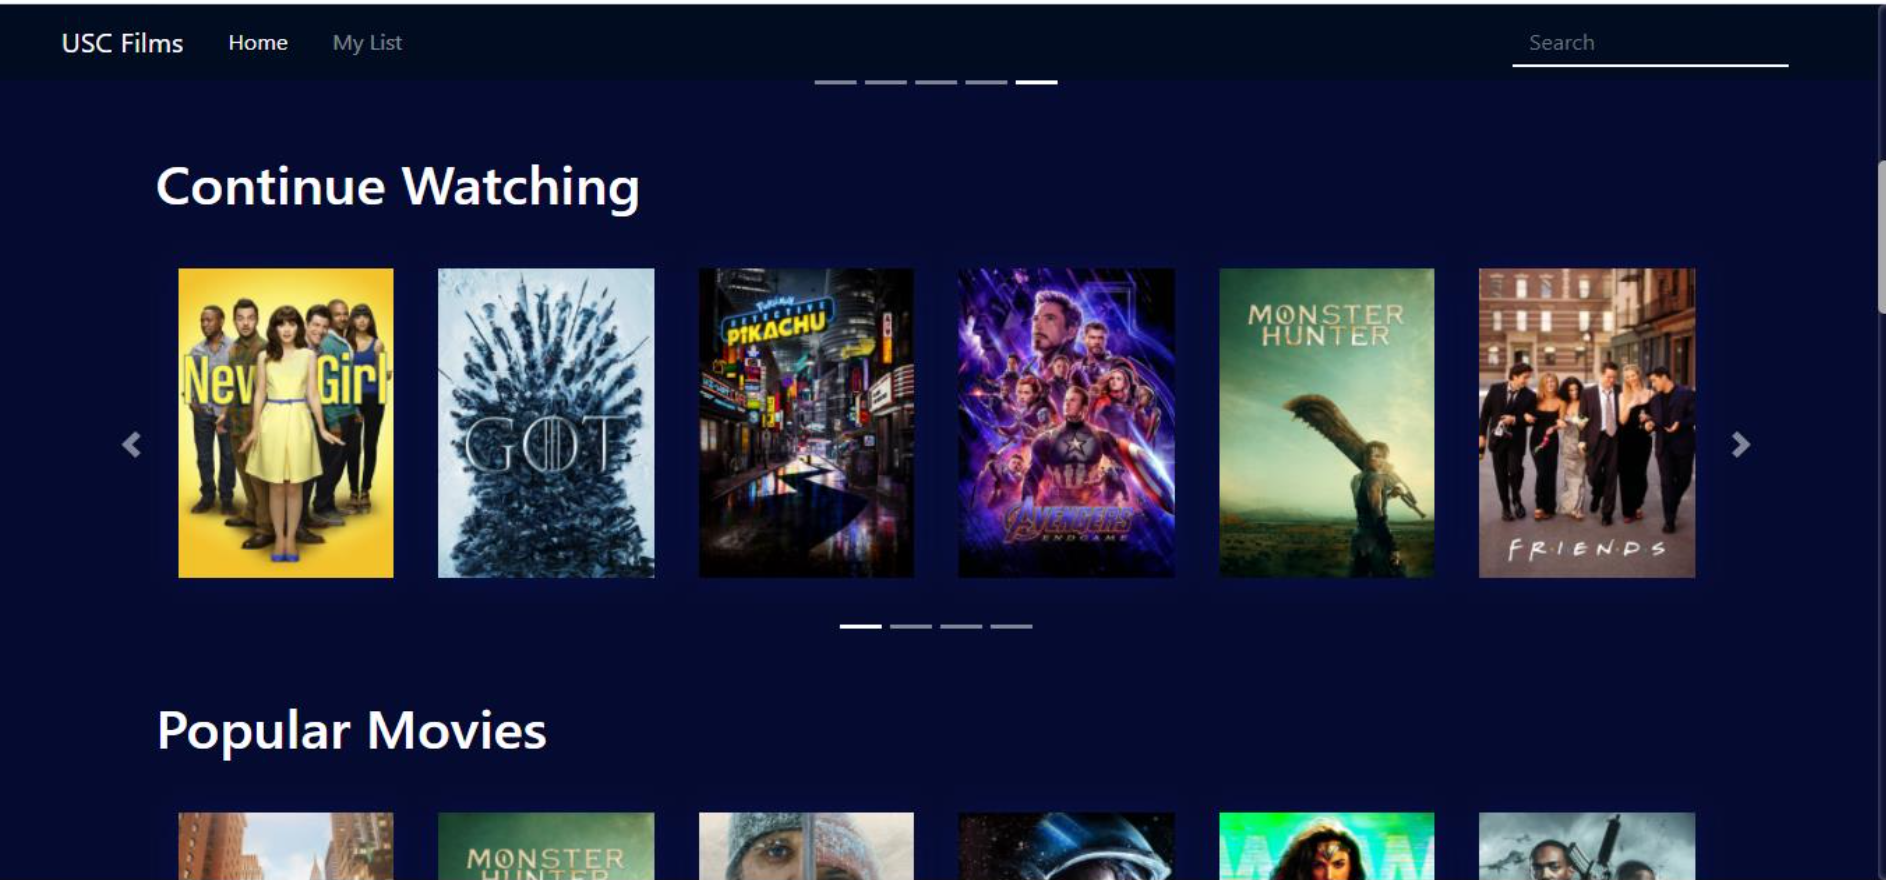 USC Films Home My List Search
Continue Watching
New Girl
GOT
POKÉMON
DETECTIVE
PIKACHU
AVENGERS
ENDGAME
MONSTER
HUNTER
F·R·I·E·N·D·S
Popular Movies
MONSTER
HUNTER